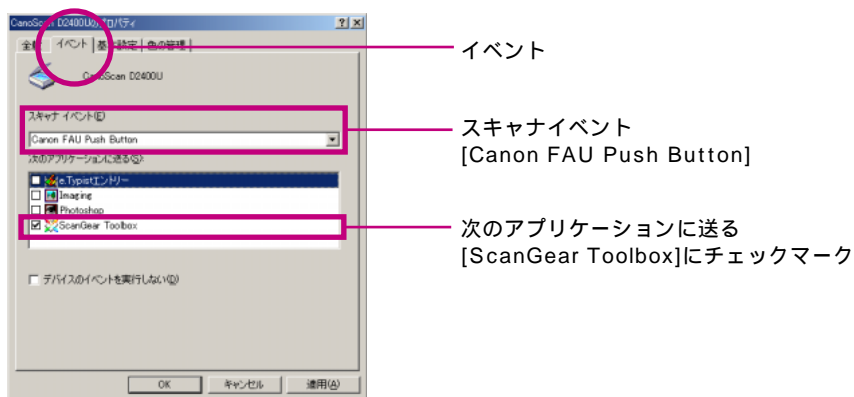 CanoScan D2400Uのプロパティ
全般 イベント 基本設定 色の管理
CanoScan D2400U
スキャナ イベント(E)
Canon FAU Push Button
次のアプリケーションに送る(S):
e.Typistエントリー
Imaging
Photoshop
ScanGear Toolbox
デバイスのイベントを実行しない(D)
OK キャンセル 適用(A)
イベント
スキャナイベント
[Canon FAU Push Button]
次のアプリケーションに送る
[ScanGear Toolbox]にチェックマーク